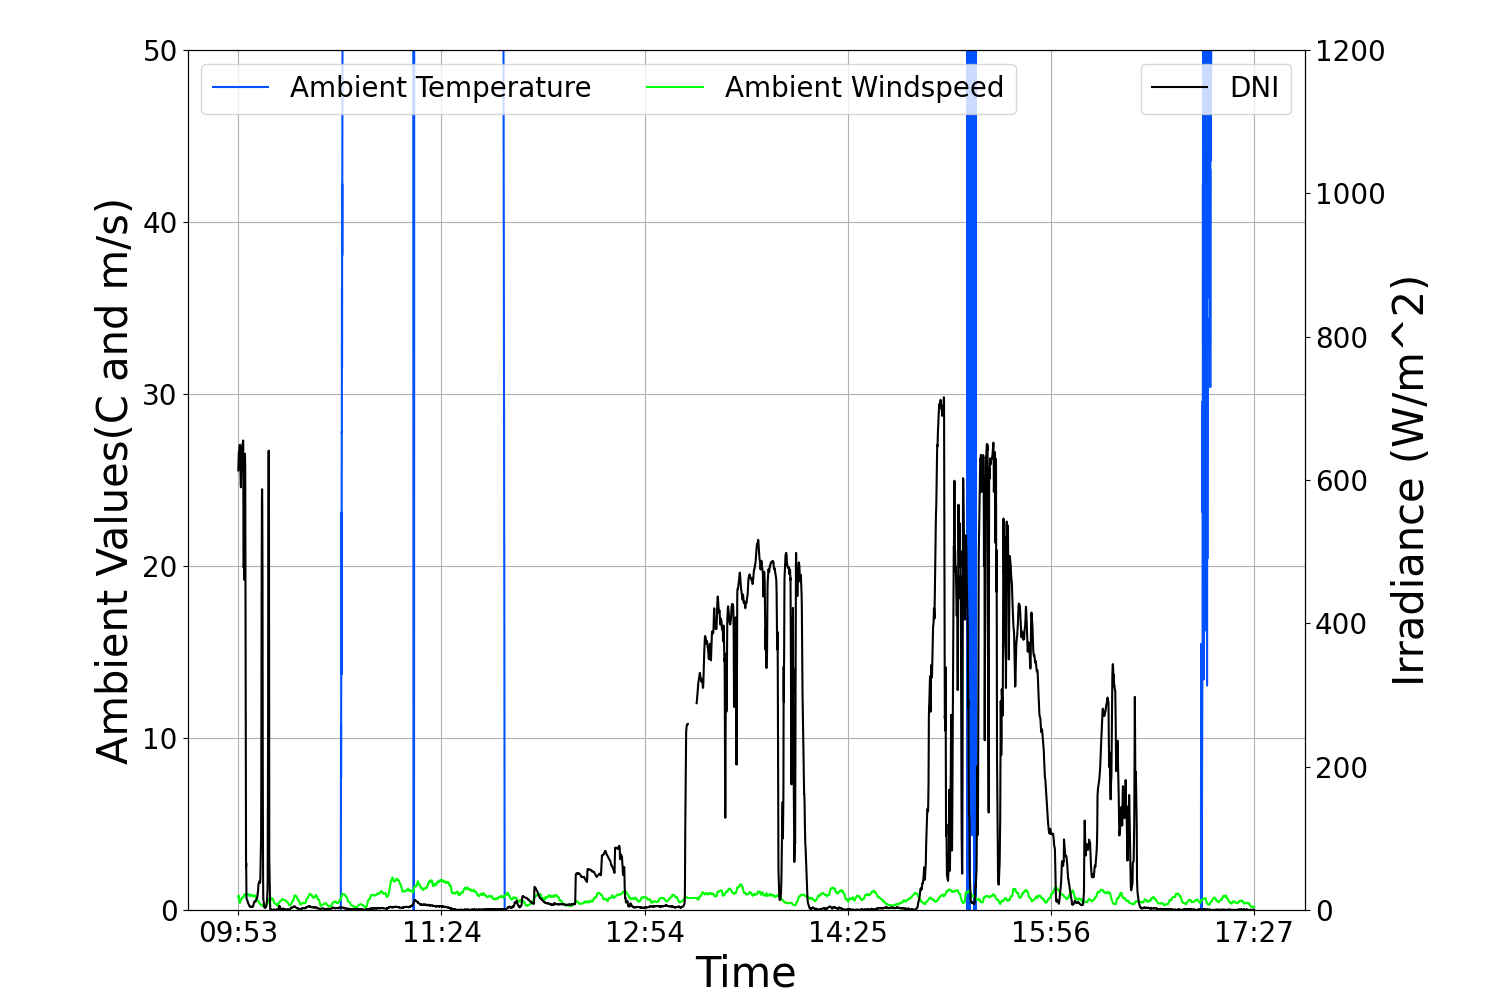 50
40
30
20
10
0
Ambient Values(C and m/s)
Ambient Temperature
Ambient Windspeed
DNI
1200
1000
800
600
400
200
0
Irradiance (W/m^2)
09:53 11:24 12:54 14:25 15:56 17:27
Time